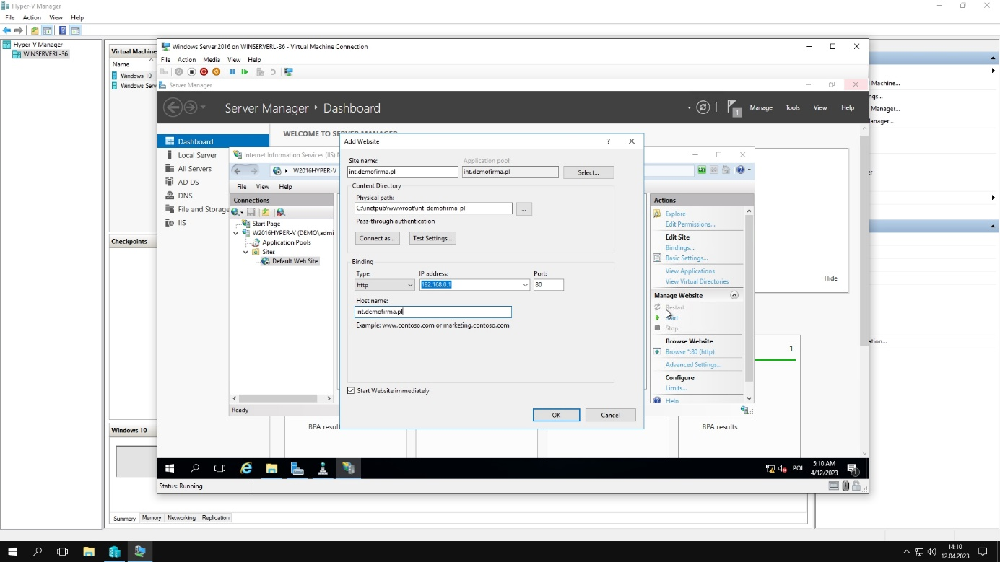 Hyper-V Manager
File Action View Help
Hyper-V Manager
WINSERVERL-36
Virtual Machine
Name
Windows 10
Windows Serv
Checkpoints
Windows 10
Summary Memory Networking Replication
Machine...
ngs...
Manager...
anager...
er
ation...
Windows Server 2016 on WINSERVERL-36 - Virtual Machine Connection
File Action Media View Help
Server Manager
Server Manager • Dashboard
1
Manage Tools View Help
Dashboard
Local Server
All Servers
AD DS
DNS
File and Storage
IIS
WELCOME TO SERVER MANAGER
Hide
1
BPA resul
BPA results
Internet Information Services (IIS) M
W2016HYPER-V
File View Help
Connections
Start Page
W2016HYPER-V (DEMO\admi
Application Pools
Sites
Default Web Site
Ready
Add Website
?
Site name:
Application pool:
int.demofirma.pl
int.demofirma.pl
Select...
Content Directory
Physical path:
C:\inetpub\wwwroot\int_demofirma_pl
...
Pass-through authentication
Connect as...
Test Settings...
Binding
Type:
IP address:
Port:
http
192.168.0.1
80
Host name:
int.demofirma.pl
Example: www.contoso.com or marketing.contoso.com
Start Website immediately
OK
Cancel
Actions
Explore
Edit Permissions...
Edit Site
Bindings...
Basic Settings...
View Applications
View Virtual Directories
Manage Website
Restart
Start
Stop
Browse Website
Browse *:80 (http)
Advanced Settings...
Configure
Limits...
Help
POL
5:10 AM
4/12/2023
1
Status: Running
14:10
12.04.2023